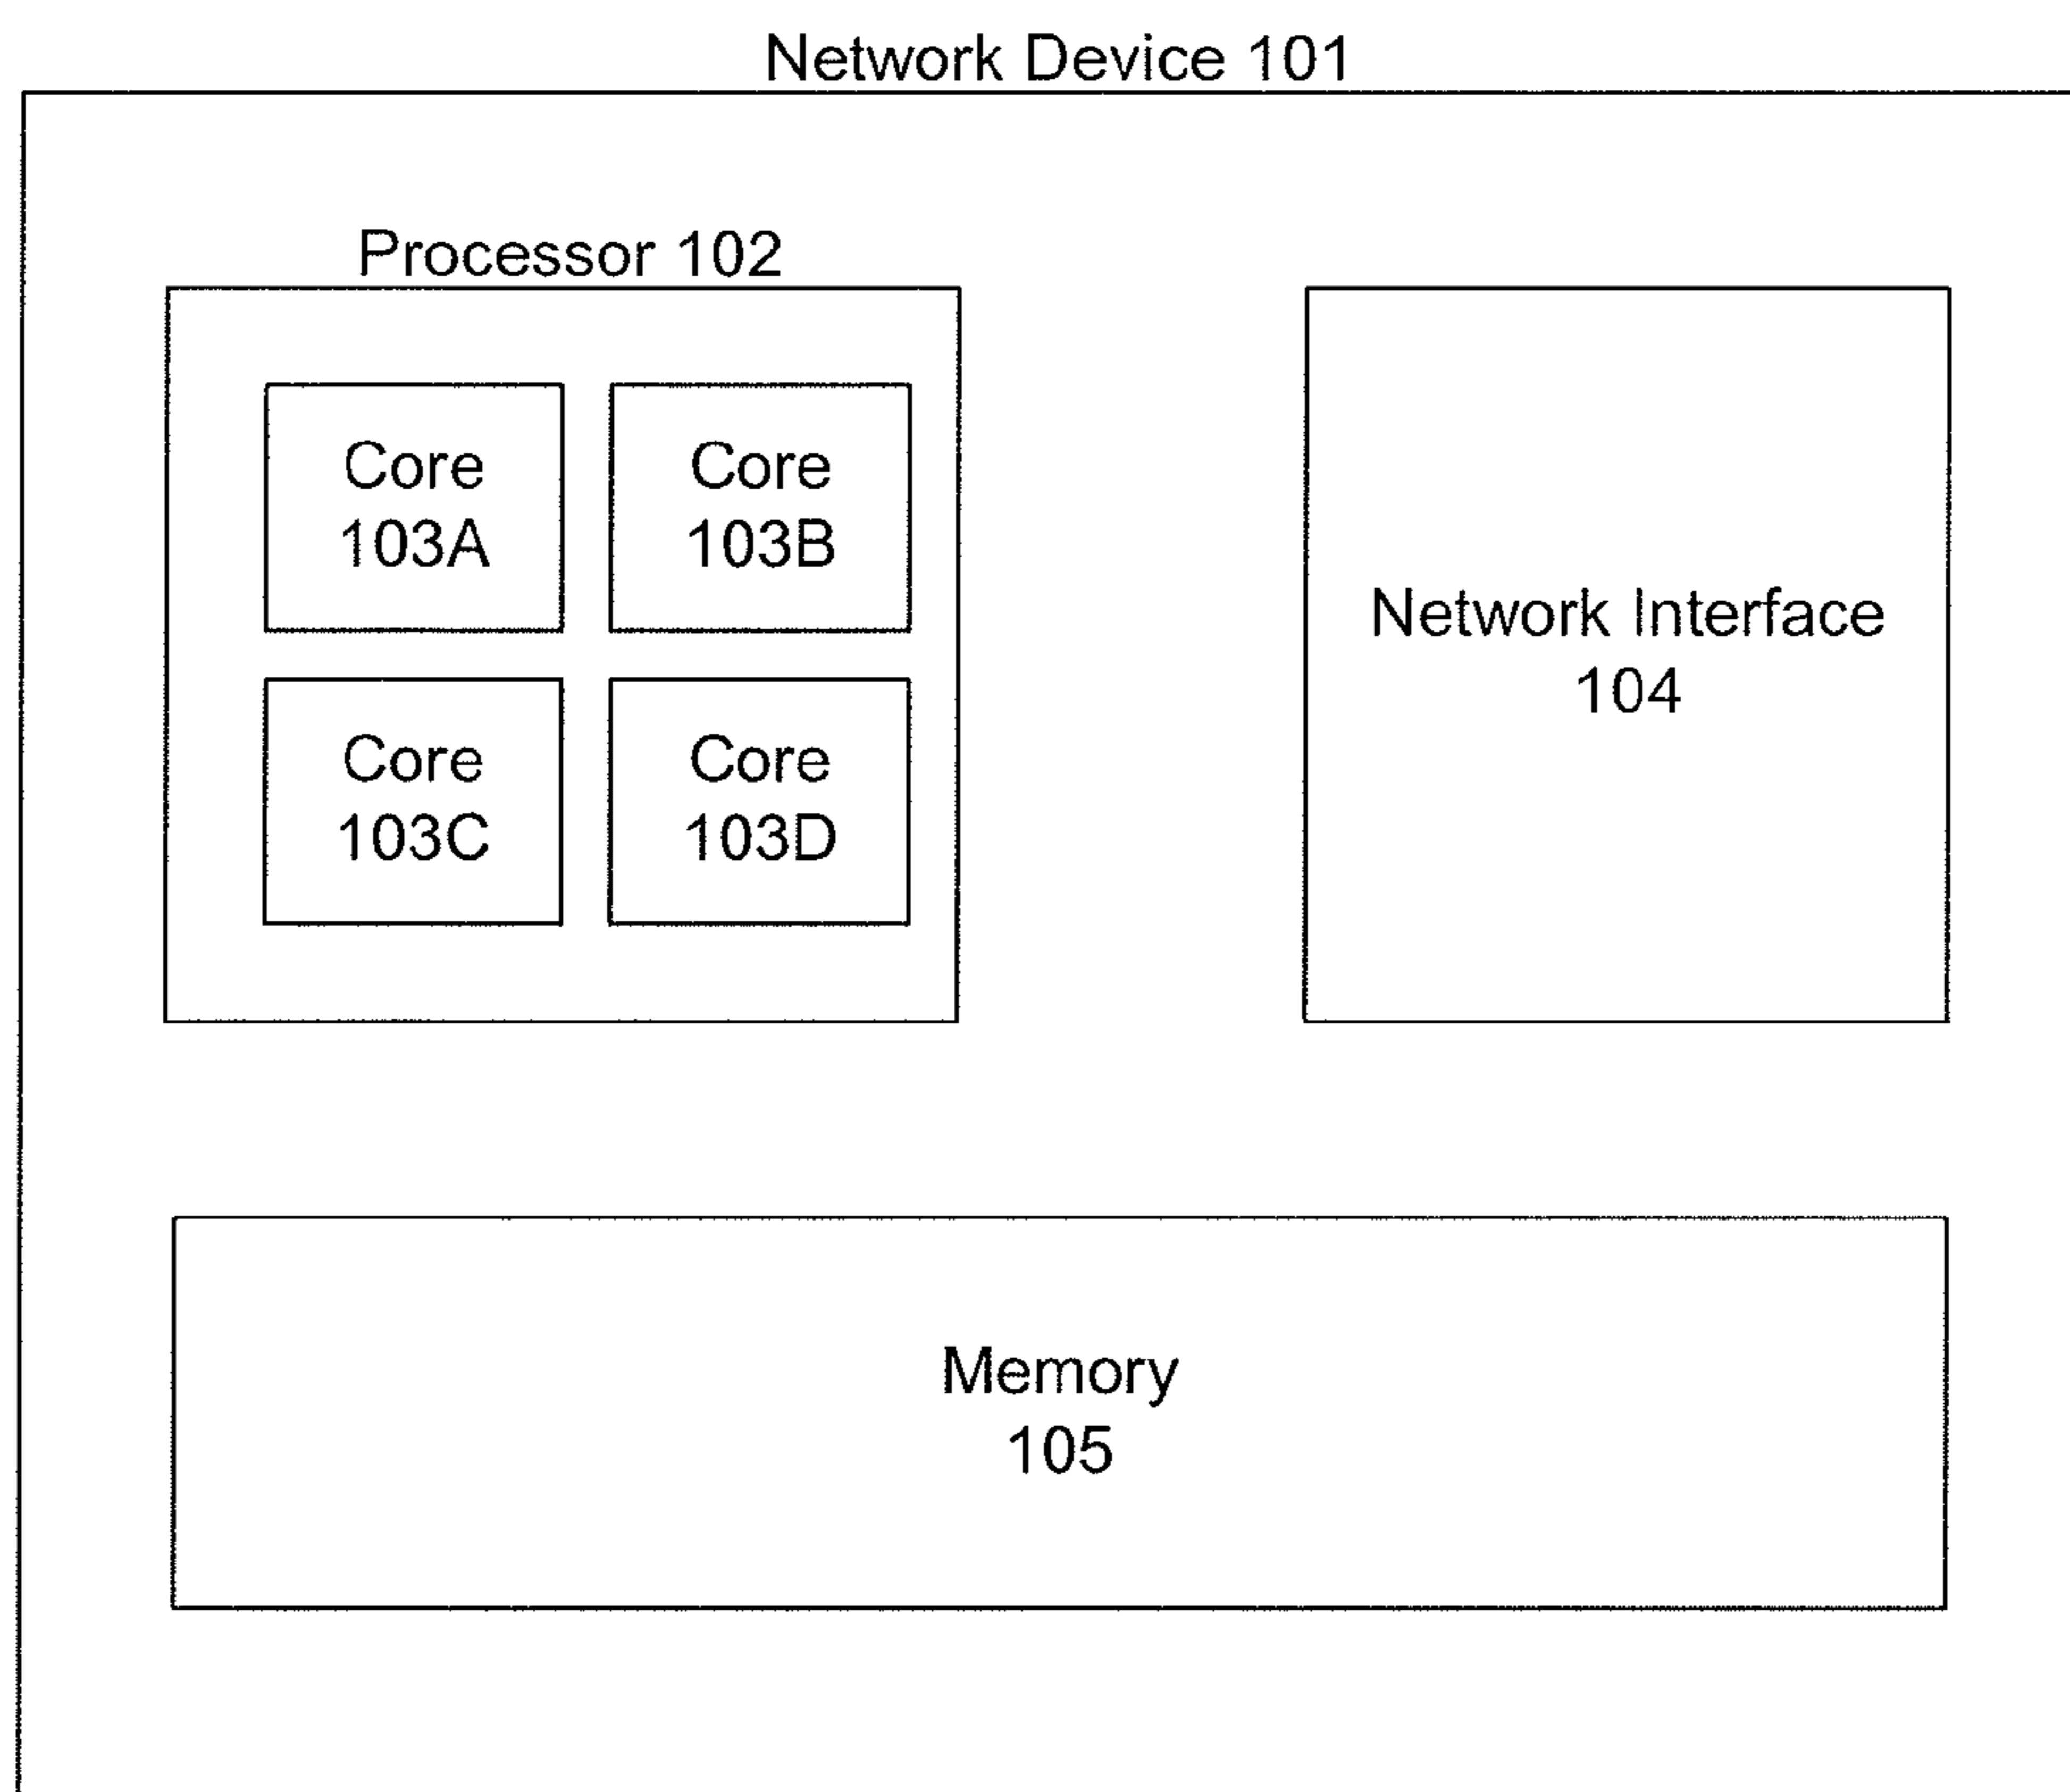 Network Device 101
Processor 102
Core
103A
Core
103B
Core
103C
Core
103D
Network Interface
104
Memory
105